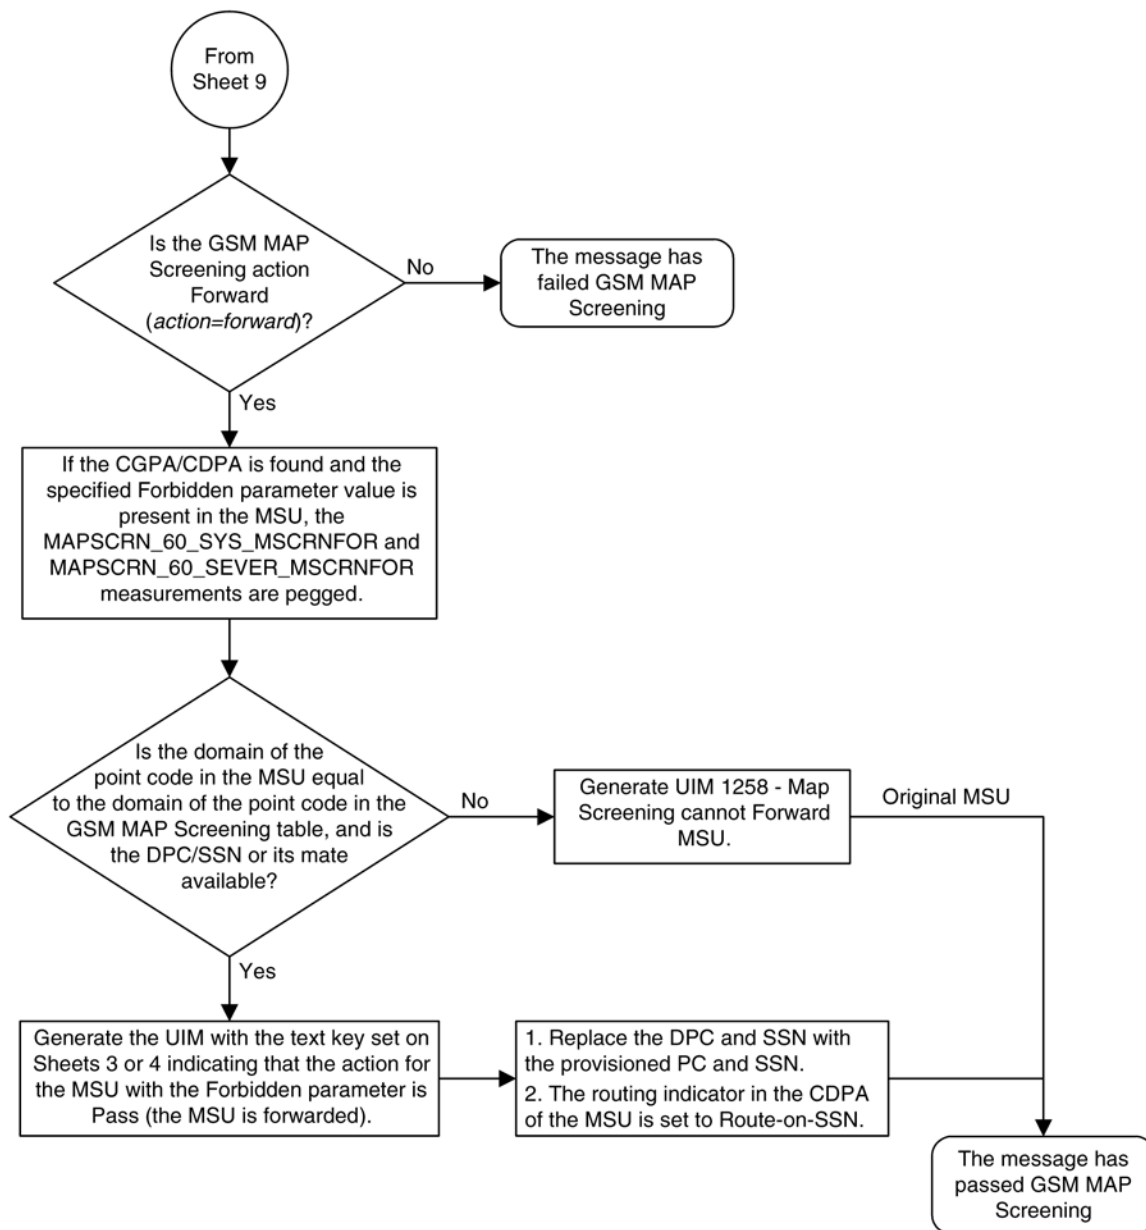 From
Sheet 9
Is the GSM MAP
Screening action
Forward
(action=forward)?
No
The message has
failed GSM MAP
Screening
Yes
If the CGPA/CDPA is found and the
specified Forbidden parameter value is
present in the MSU, the
MAPSCRN_60_SYS_MSCRNFOR and
MAPSCRN_60_SEVER_MSCRNFOR
measurements are pegged.
Is the domain of the
point code in the MSU equal
to the domain of the point code in the
GSM MAP Screening table, and is
the DPC/SSN or its mate
available?
No
Generate UIM 1258 - Map
Screening cannot Forward
MSU.
Original MSU
Yes
Generate the UIM with the text key set on
Sheets 3 or 4 indicating that the action for
the MSU with the Forbidden parameter is
Pass (the MSU is forwarded).
1. Replace the DPC and SSN with
the provisioned PC and SSN.
2. The routing indicator in the CDPA
of the MSU is set to Route-on-SSN.
The message has
passed GSM MAP
Screening